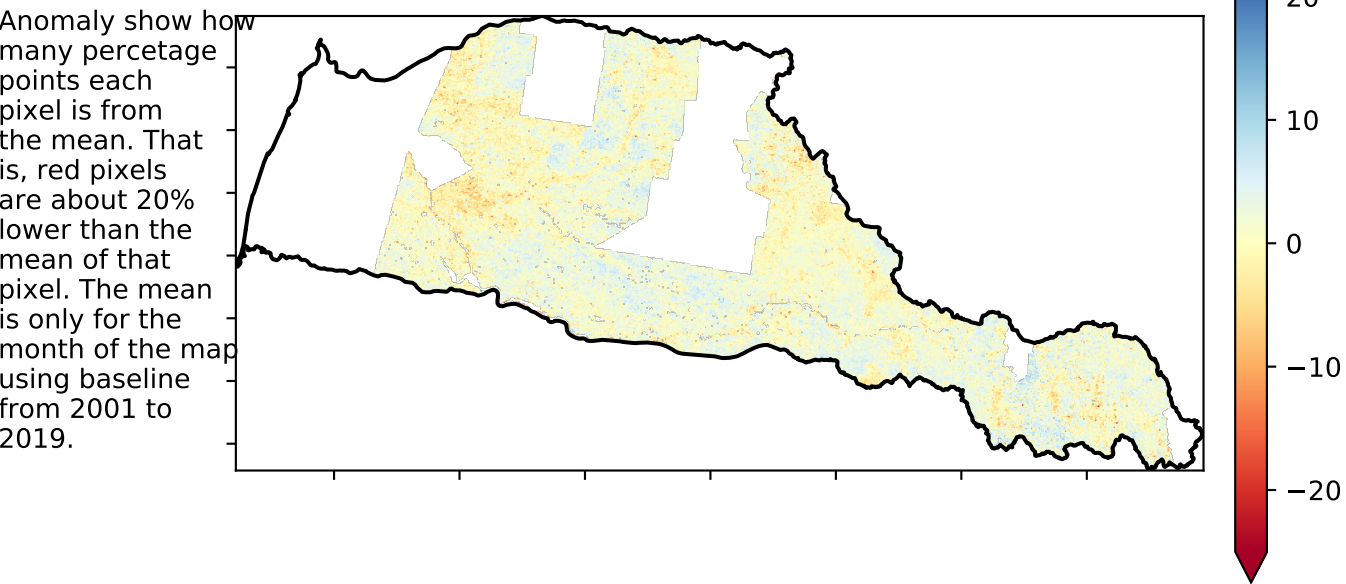 Anomaly show how
many percetage
points each
pixel is from
the mean. That
is, red pixels
are about 20%
lower than the
mean of that
pixel. The mean
is only for the
month of the map
using baseline
from 2001 to
2019.
20
10
0
−10
−20